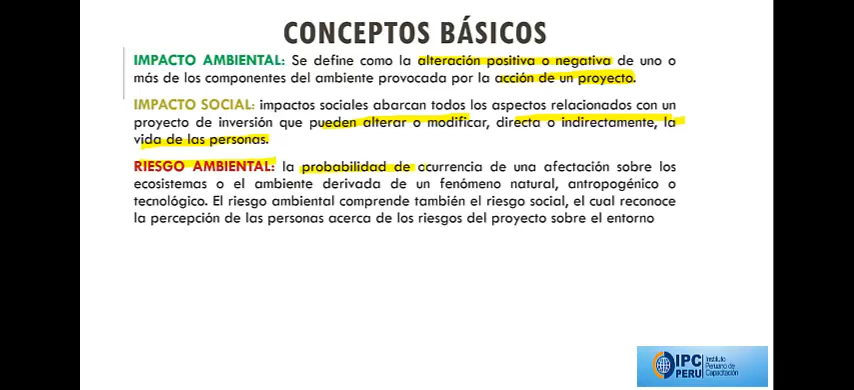 CONCEPTOS BÁSICOS
IMPACTO AMBIENTAL: Se define como la alteración positiva o negativa de uno o
más de los componentes del ambiente provocada por la acción de un proyecto.
IMPACTO SOCIAL: impactos sociales abarcan todos los aspectos relacionados con un
proyecto de inversión que pueden alterar o modificar, directa o indirectamente, la
vida de las personas.
RIESGO AMBIENTAL: la probabilidad de ocurrencia de una afectación sobre los
ecosistemas o el ambiente derivada de un fenómeno natural, antropogénico o
tecnológico. El riesgo ambiental comprende también el riesgo social, el cual reconoce
la percepción de las personas acerca de los riesgos del proyecto sobre el entorno
IPC
PERU
Instituto
Peruano de
Capacitación